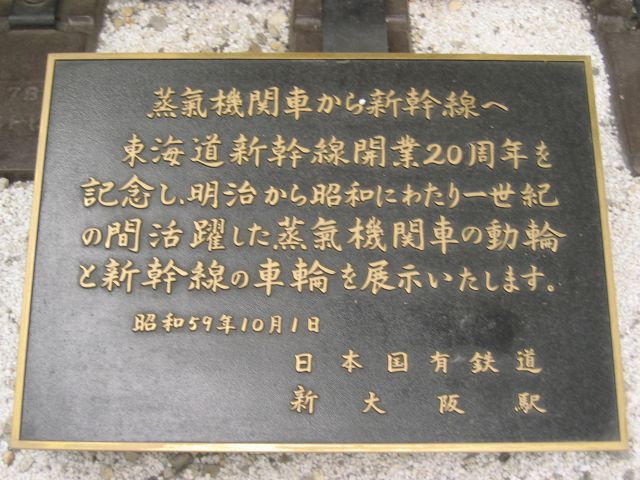 蒸氣機関車から新幹線へ
東海道新幹線開業20周年を
記念し、明治から昭和にわたり一世紀
の間活躍した蒸氣機関車の動輪
と新幹線の車輪を展示いたします。
昭和59年10月1日
日本国有鉄道
新大阪駅